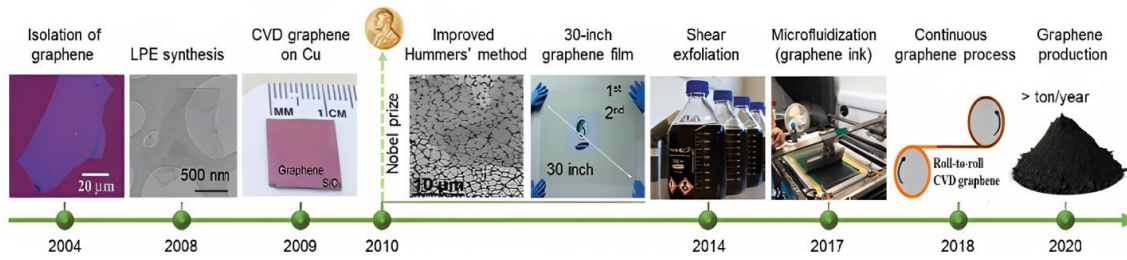 Isolation of
graphene
LPE synthesis
CVD graphene
on Cu
Improved
Hummers' method
30-inch
graphene film
Shear
exfoliation
Microfluidization
(graphene ink)
Continuous
graphene process
Graphene
production
20 µm
500 nm
MM
1 CM
Graphene
SiO₂
Nobel prize
10 µm
1st
2nd
30 inch
Roll-to-roll
CVD graphene
> ton/year
2004
2008
2009
2010
2014
2017
2018
2020